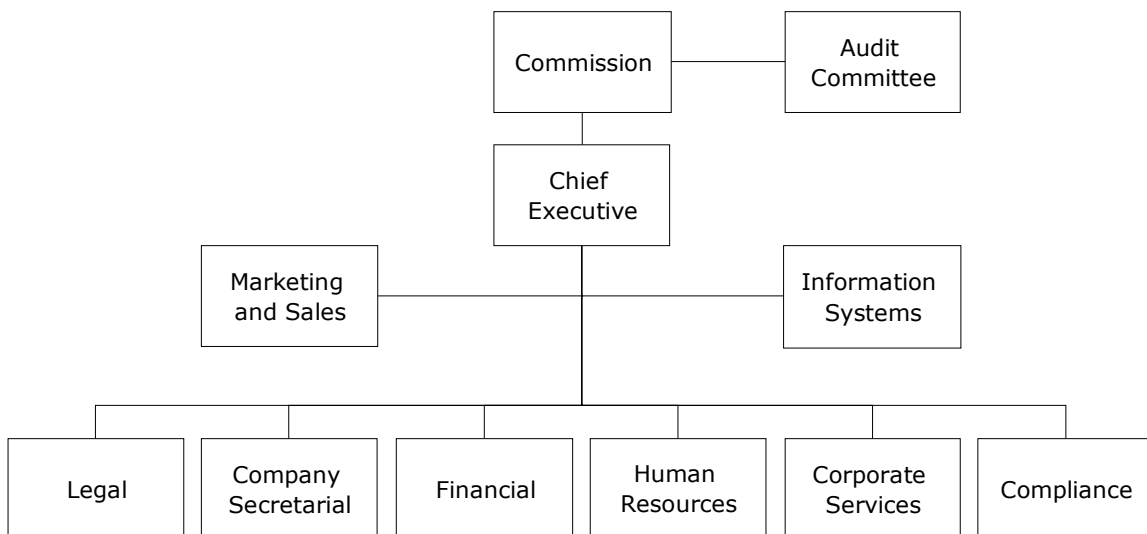 Commission
Audit
Committee
Chief
Executive
Marketing
and Sales
Information
Systems
Legal
Company
Secretarial
Financial
Human
Resources
Corporate
Services
Compliance